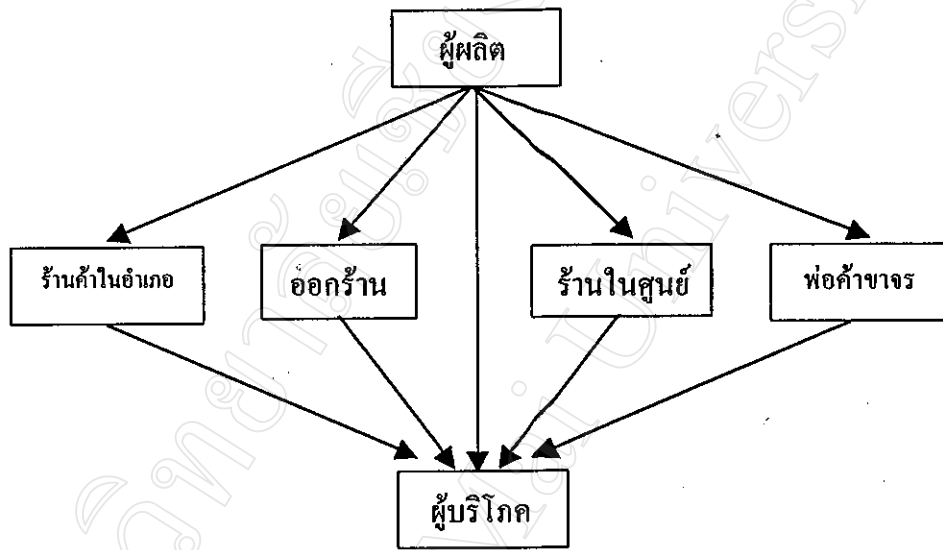 ผู้ผลิต
ร้านค้าในอำเภอ
ออกร้าน
ร้านในศูนย์
พ่อค้าขาจร
ผู้บริโภค